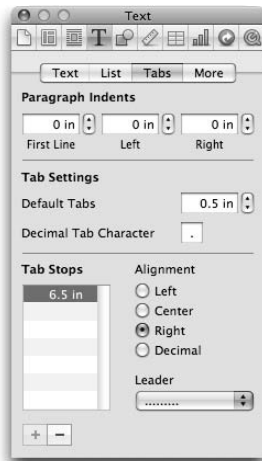 Text
Text List Tabs More
Paragraph Indents
0 in 0 in 0 in
First Line Left Right
Tab Settings
Default Tabs 0.5 in
Decimal Tab Character .
Tab Stops Alignment
6.5 in
Left
Center
Right
Decimal
Leader
.........
+ −